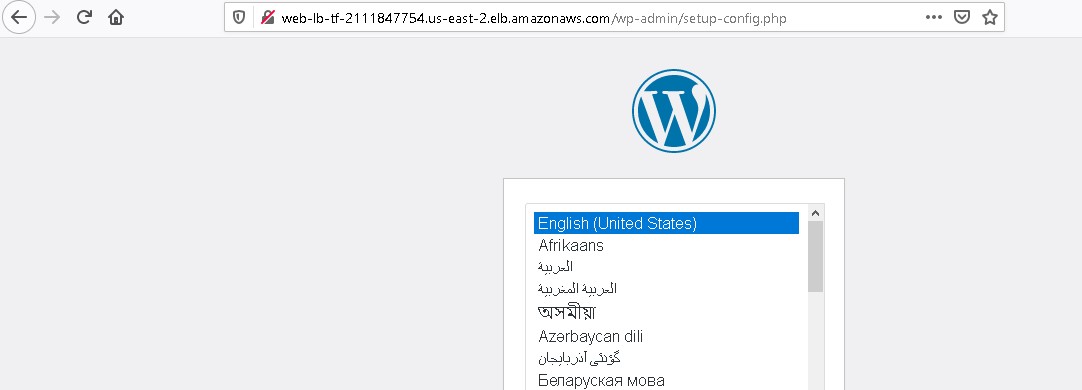 web-lb-tf-2111847754.us-east-2.elb.amazonaws.com/wp-admin/setup-config.php
W
English (United States)
Afrikaans
العربية
العربية المغربية
অসমীয়া
Azərbaycan dili
گؤنئی آذربایجان
Беларуская мова